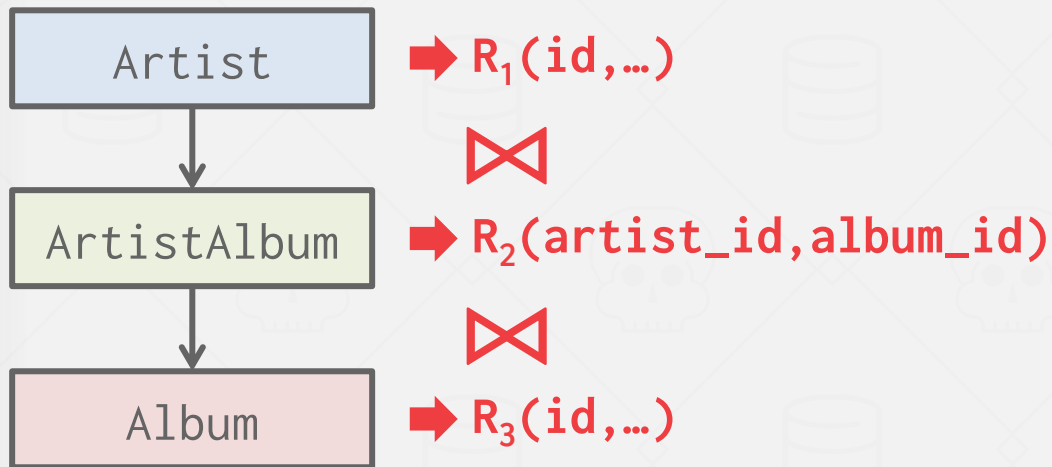 Artist
R₁(id,…)
⋈
ArtistAlbum
R₂(artist_id,album_id)
⋈
Album
R₃(id,…)